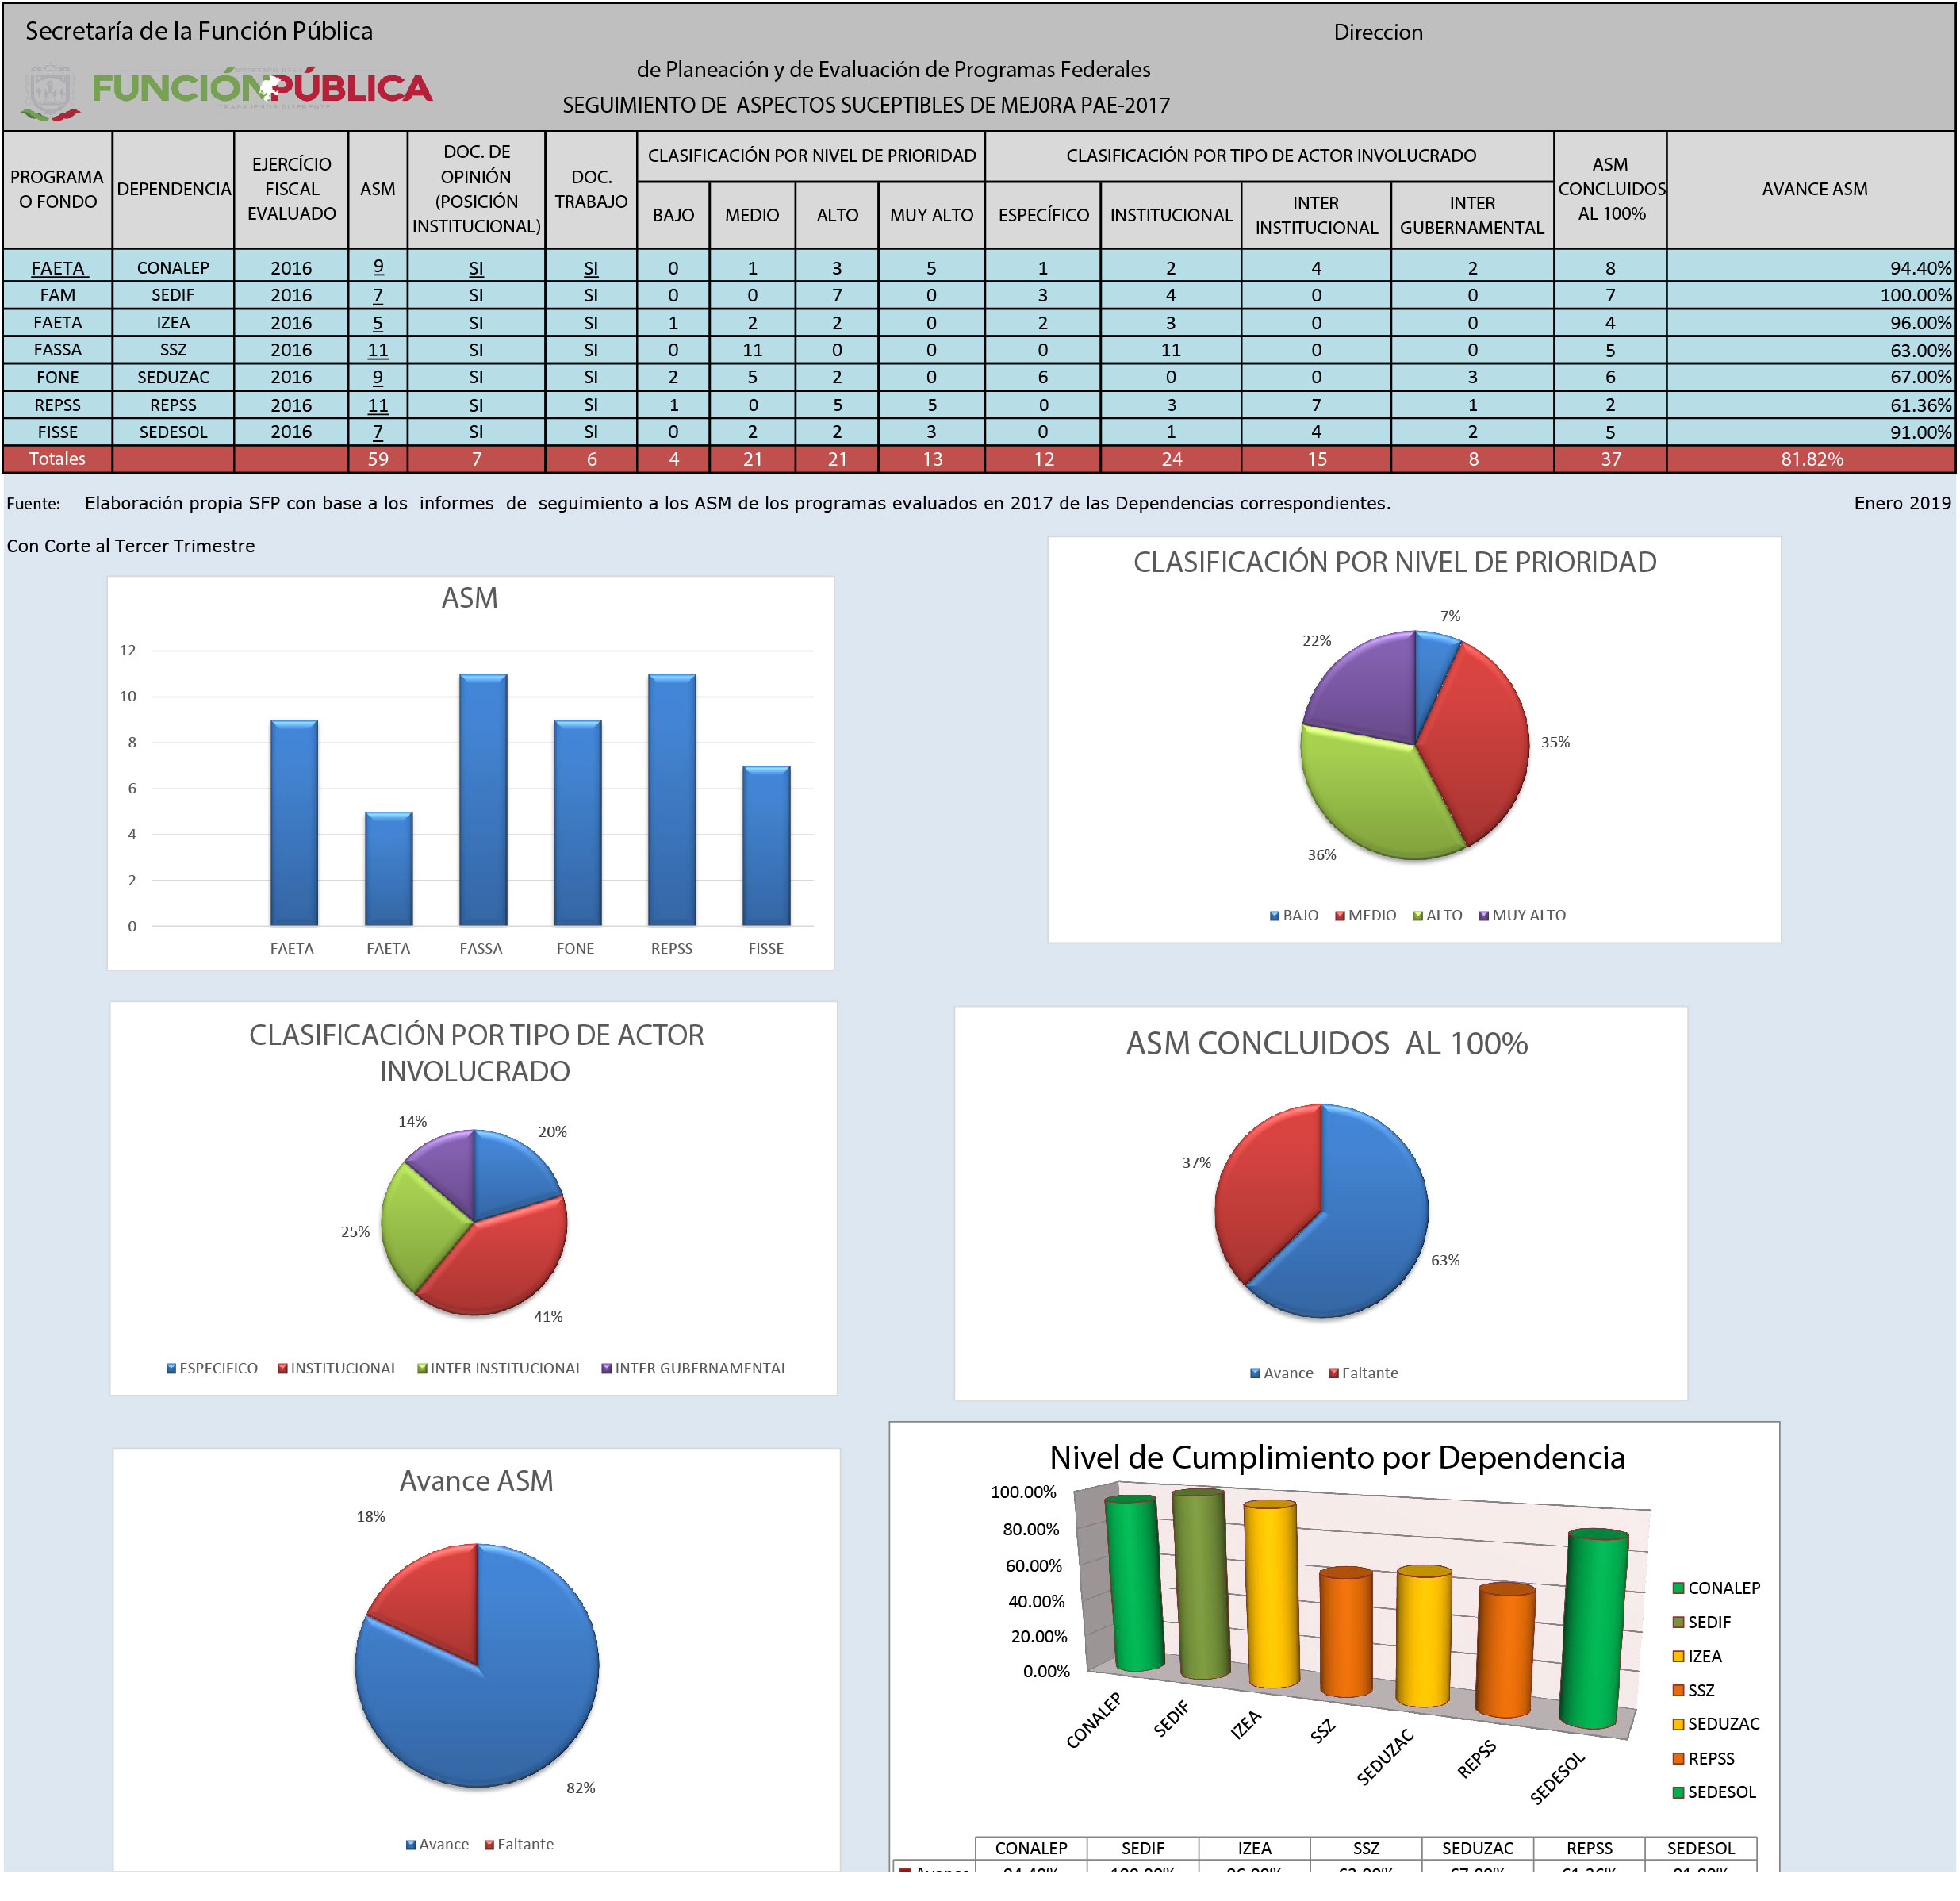 Secretaría de la Función Pública Direccion
FUNCIÓN PÚBLICA
TRABAJEMOS DIFERENTE
de Planeación y de Evaluación de Programas Federales
SEGUIMIENTO DE ASPECTOS SUCEPTIBLES DE MEJ0RA PAE-2017
PROGRAMA O FONDO DEPENDENCIA EJERCÍCIO FISCAL EVALUADO ASM DOC. DE OPINIÓN (POSICIÓN INSTITUCIONAL) DOC. TRABAJO CLASIFICACIÓN POR NIVEL DE PRIORIDAD CLASIFICACIÓN POR TIPO DE ACTOR INVOLUCRADO ASM CONCLUIDOS AL 100% AVANCE ASM
BAJO MEDIO ALTO MUY ALTO ESPECÍFICO INSTITUCIONAL INTER INSTITUCIONAL INTER GUBERNAMENTAL
FAETA CONALEP 2016 9 SI SI 0 1 3 5 1 2 4 2 8 94.40%
FAM SEDIF 2016 7 SI SI 0 0 7 0 3 4 0 0 7 100.00%
FAETA IZEA 2016 5 SI SI 1 2 2 0 2 3 0 0 4 96.00%
FASSA SSZ 2016 11 SI SI 0 11 0 0 0 11 0 0 5 63.00%
FONE SEDUZAC 2016 9 SI SI 2 5 2 0 6 0 0 3 6 67.00%
REPSS REPSS 2016 11 SI SI 1 0 5 5 0 3 7 1 2 61.36%
FISSE SEDESOL 2016 7 SI SI 0 2 2 3 0 1 4 2 5 91.00%
Totales 59 7 6 4 21 21 13 12 24 15 8 37 81.82%
Fuente: Elaboración propia SFP con base a los informes de seguimiento a los ASM de los programas evaluados en 2017 de las Dependencias correspondientes. Enero 2019
Con Corte al Tercer Trimestre
ASM
12
10
8
6
4
2
0
FAETA FAETA FASSA FONE REPSS FISSE
CLASIFICACIÓN POR NIVEL DE PRIORIDAD
7%
22%
35%
36%
BAJO MEDIO ALTO MUY ALTO
CLASIFICACIÓN POR TIPO DE ACTOR
INVOLUCRADO
14%
20%
25%
41%
ESPECIFICO INSTITUCIONAL INTER INSTITUCIONAL INTER GUBERNAMENTAL
ASM CONCLUIDOS AL 100%
37%
63%
Avance Faltante
Avance ASM
18%
82%
Avance Faltante
Nivel de Cumplimiento por Dependencia
100.00%
80.00%
60.00%
40.00%
20.00%
0.00%
CONALEP SEDIF IZEA SSZ SEDUZAC REPSS SEDESOL
CONALEP
SEDIF
IZEA
SSZ
SEDUZAC
REPSS
SEDESOL
CONALEP SEDIF IZEA SSZ SEDUZAC REPSS SEDESOL
Avance 94.40% 100.00% 96.00% 63.00% 67.00% 61.36% 91.00%